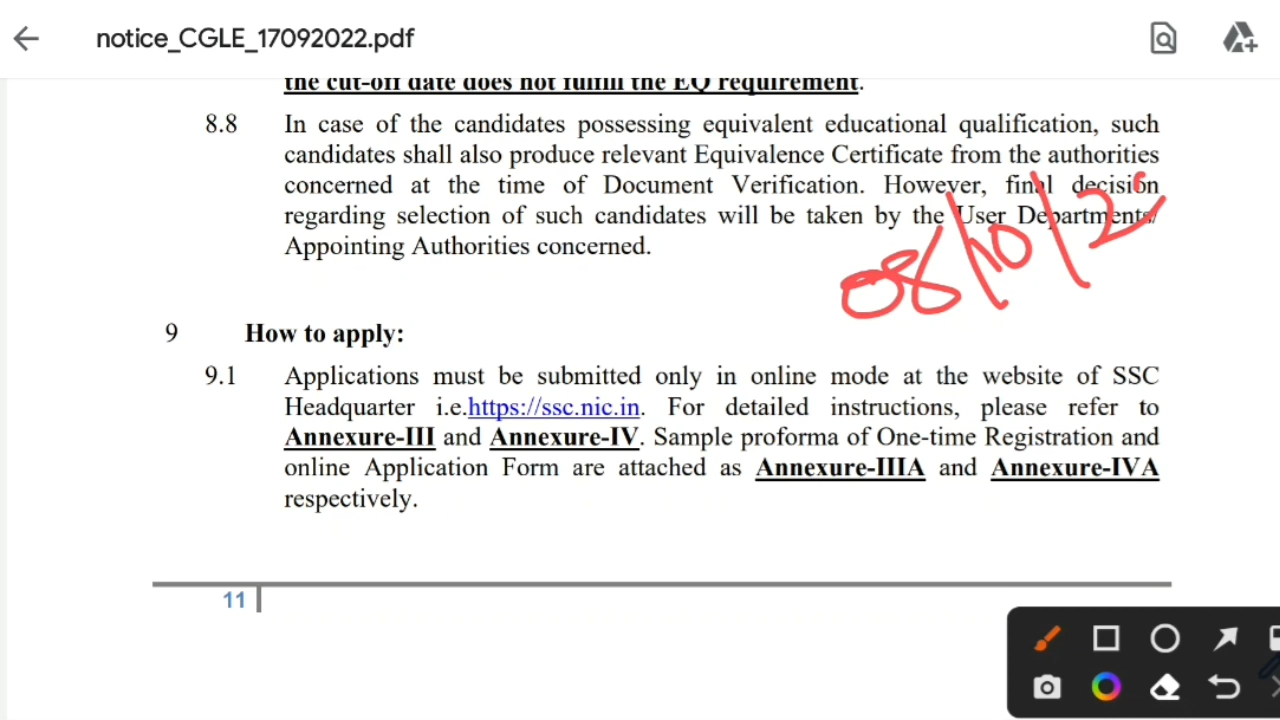 notice_CGLE_17092022.pdf
the cut-off date does not fulfill the EQ requirement.
8.8 In case of the candidates possessing equivalent educational qualification, such
candidates shall also produce relevant Equivalence Certificate from the authorities
concerned at the time of Document Verification. However, final decision
regarding selection of such candidates will be taken by the User Departments/
Appointing Authorities concerned.
08/10/2
9 How to apply:
9.1 Applications must be submitted only in online mode at the website of SSC
Headquarter i.e.https://ssc.nic.in. For detailed instructions, please refer to
Annexure-III and Annexure-IV. Sample proforma of One-time Registration and
online Application Form are attached as Annexure-IIIA and Annexure-IVA
respectively.
11